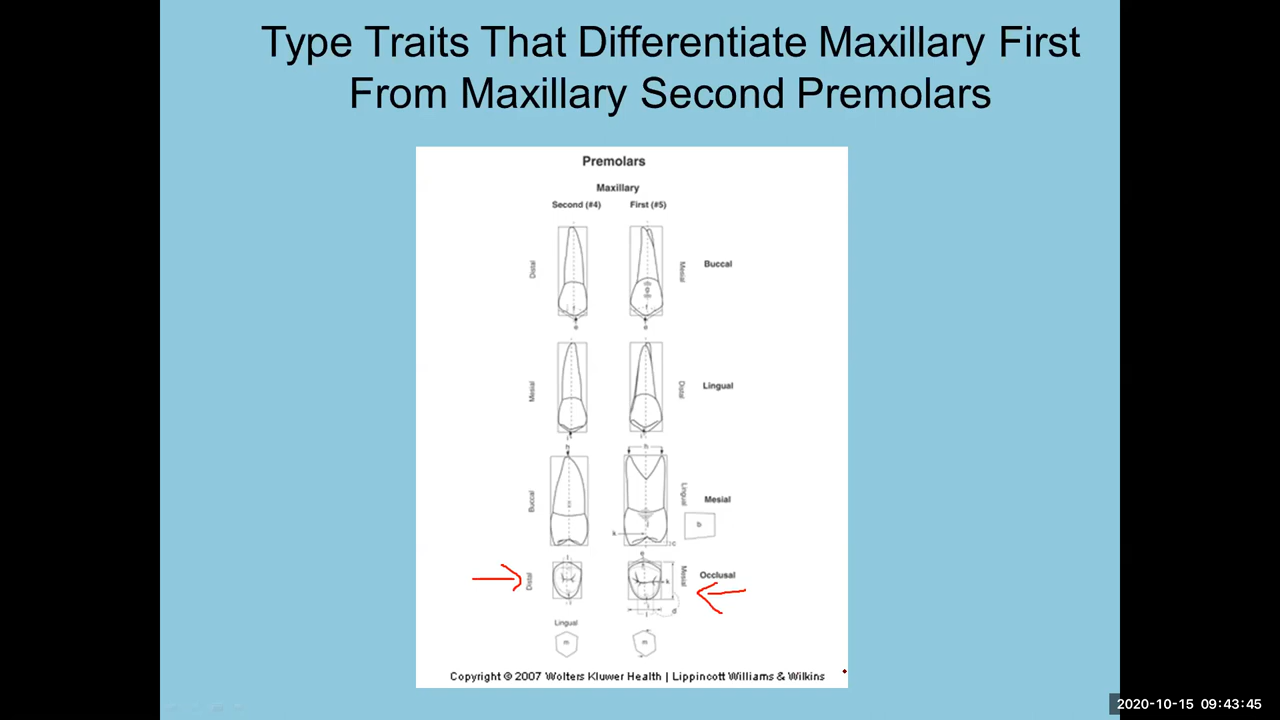 Type Traits That Differentiate Maxillary First
From Maxillary Second Premolars
Premolars
Maxillary
Second (#4) First (#5)
Distal Mesial Buccal
e e
Mesial Distal Lingual
i i
h h
Buccal Lingual Mesial
b
k c
e
Distal Mesial Occlusal
k
l d
Lingual
m m
Copyright © 2007 Wolters Kluwer Health | Lippincott Williams & Wilkins
2020-10-15 09:43:45